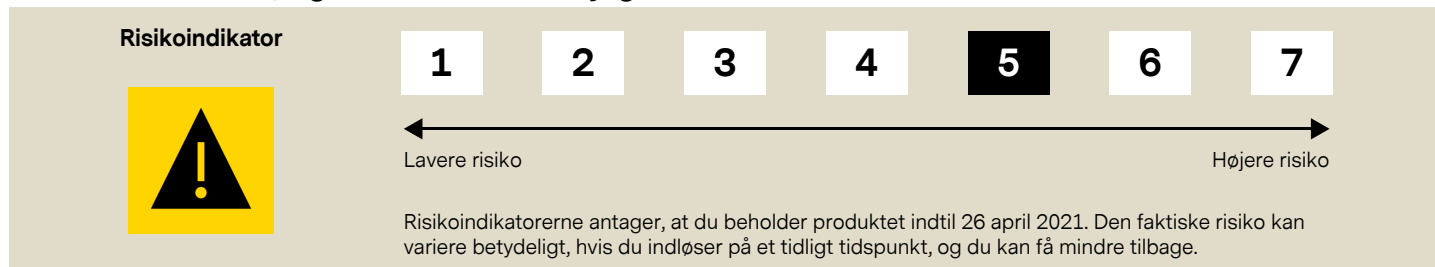 Risikoindikator
1 2 3 4 5 6 7
Lavere risiko Højere risiko
Risikoindikatorerne antager, at du beholder produktet indtil 26 april 2021. Den faktiske risiko kan
variere betydeligt, hvis du indløser på et tidligt tidspunkt, og du kan få mindre tilbage.